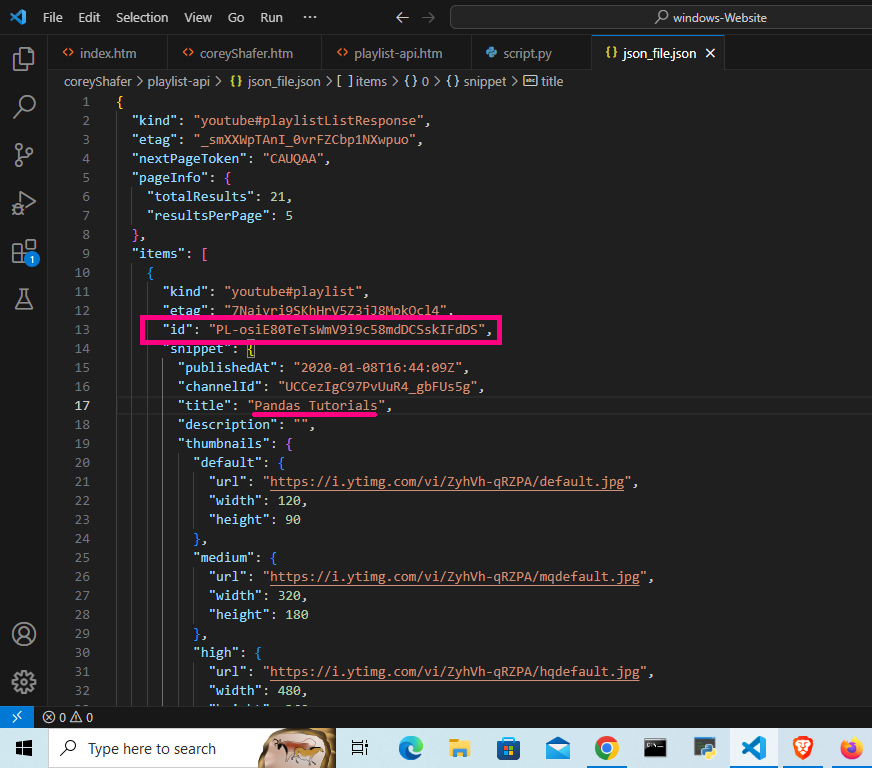 File Edit Selection View Go Run ··· windows-Website
index.htm coreyShafer.htm playlist-api.htm script.py {} json_file.json
coreyShafer > playlist-api > {} json_file.json > [ ] items > {} 0 > {} snippet > title
1 {
2 "kind": "youtube#playlistListResponse",
3 "etag": "_smXXWpTAnI_0vrFZCbp1NXwpuo",
4 "nextPageToken": "CAUQAA",
5 "pageInfo": {
6 "totalResults": 21,
7 "resultsPerPage": 5
8 },
9 "items": [
10 {
11 "kind": "youtube#playlist",
12 "etag": "7Naivri9SKhHrV5Z3jJ8MpkOcl4",
13 "id": "PL-osiE80TeTsWmV9i9c58mdDCSskIFdDS",
14 "snippet": {
15 "publishedAt": "2020-01-08T16:44:09Z",
16 "channelId": "UCCezIgC97PvUuR4_gbFUs5g",
17 "title": "Pandas Tutorials",
18 "description": "",
19 "thumbnails": {
20 "default": {
21 "url": "https://i.ytimg.com/vi/ZyhVh-qRZPA/default.jpg",
22 "width": 120,
23 "height": 90
24 },
25 "medium": {
26 "url": "https://i.ytimg.com/vi/ZyhVh-qRZPA/mqdefault.jpg",
27 "width": 320,
28 "height": 180
29 },
30 "high": {
31 "url": "https://i.ytimg.com/vi/ZyhVh-qRZPA/hqdefault.jpg",
32 "width": 480,
1
0 0
Type here to search